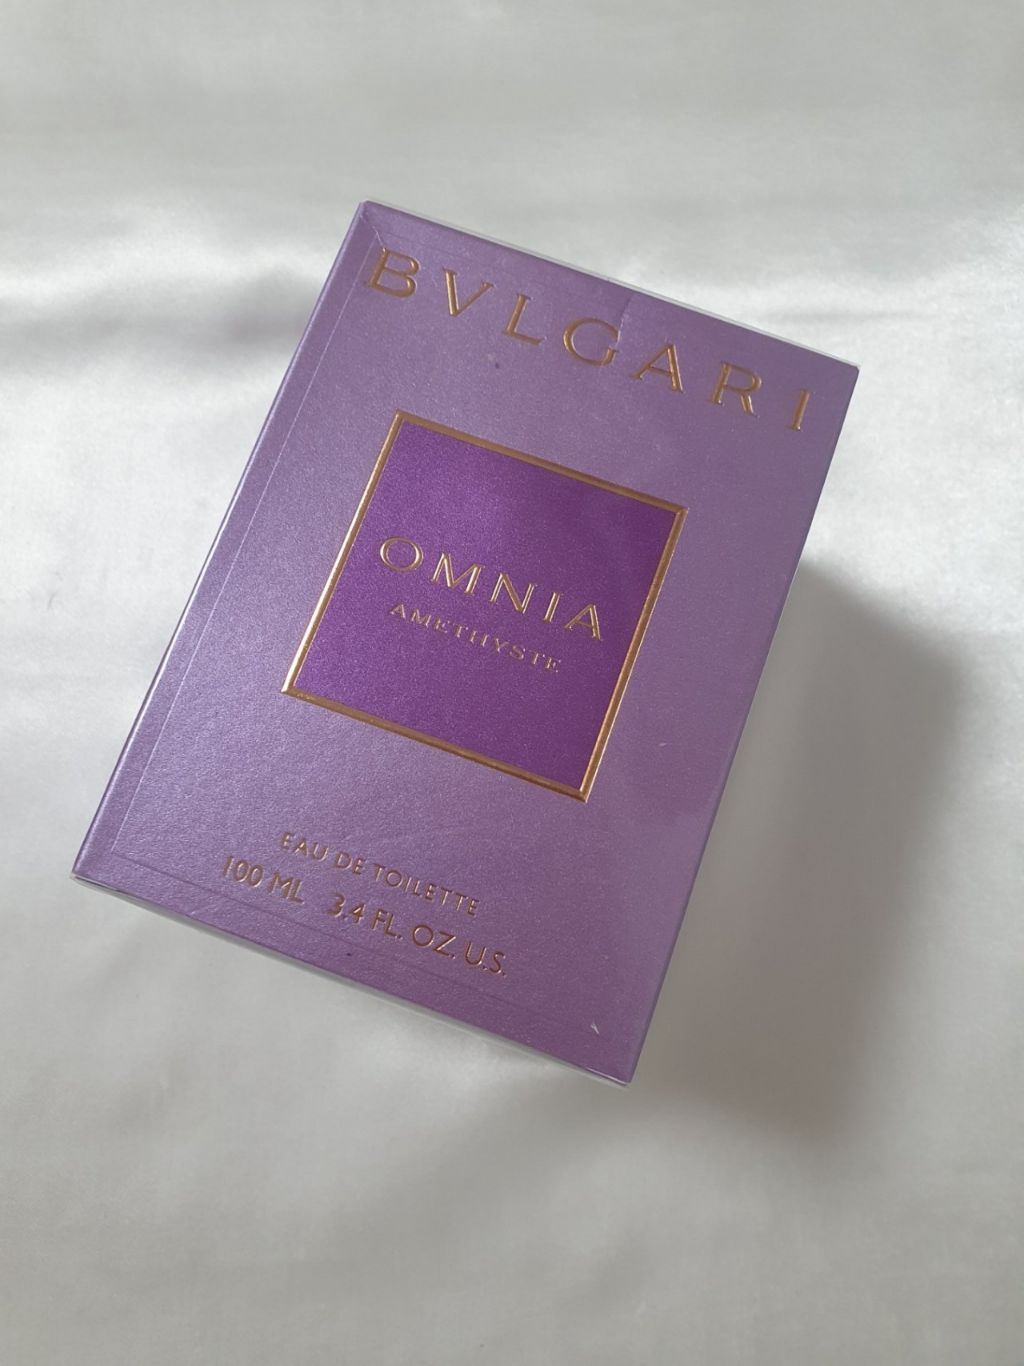 BVLGARI
OMNIA
AMETHYSTE
EAU DE TOILETTE
100 ML 3.4 FL. OZ. U.S.